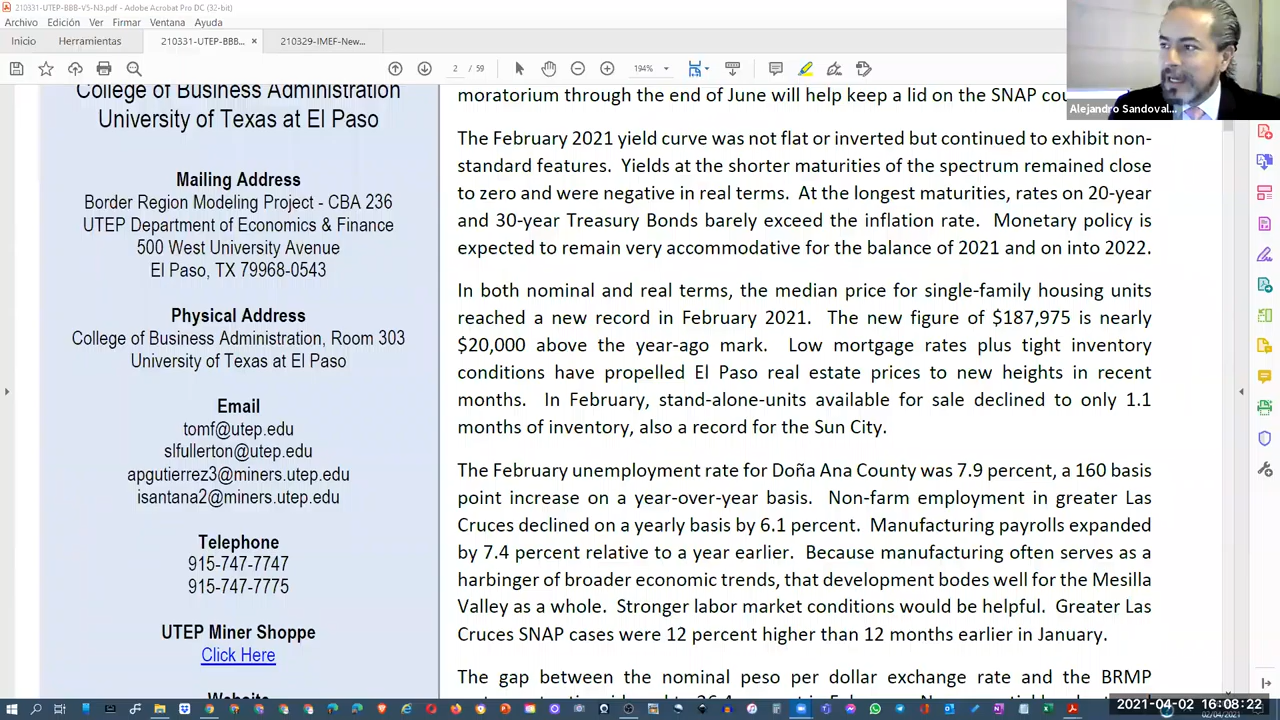 210331-UTEP-BBB-V5-N3.pdf - Adobe Acrobat Pro DC (32-bit)
Archivo Edición Ver Firmar Ventana Ayuda
Inicio Herramientas 210331-UTEP-BBB... × 210329-IMEF-New...
2 / 59 194%
Alejandro Sandoval...
College of Business Administration
University of Texas at El Paso
Mailing Address
Border Region Modeling Project - CBA 236
UTEP Department of Economics & Finance
500 West University Avenue
El Paso, TX 79968-0543
Physical Address
College of Business Administration, Room 303
University of Texas at El Paso
Email
tomf@utep.edu
slfullerton@utep.edu
apgutierrez3@miners.utep.edu
isantana2@miners.utep.edu
Telephone
915-747-7747
915-747-7775
UTEP Miner Shoppe
Click Here
Website
moratorium through the end of June will help keep a lid on the SNAP
The February 2021 yield curve was not flat or inverted but continued to exhibit non-
standard features. Yields at the shorter maturities of the spectrum remained close
to zero and were negative in real terms. At the longest maturities, rates on 20-year
and 30-year Treasury Bonds barely exceed the inflation rate. Monetary policy is
expected to remain very accommodative for the balance of 2021 and on into 2022.
In both nominal and real terms, the median price for single-family housing units
reached a new record in February 2021. The new figure of $187,975 is nearly
$20,000 above the year-ago mark. Low mortgage rates plus tight inventory
conditions have propelled El Paso real estate prices to new heights in recent
months. In February, stand-alone-units available for sale declined to only 1.1
months of inventory, also a record for the Sun City.
The February unemployment rate for Doña Ana County was 7.9 percent, a 160 basis
point increase on a year-over-year basis. Non-farm employment in greater Las
Cruces declined on a yearly basis by 6.1 percent. Manufacturing payrolls expanded
by 7.4 percent relative to a year earlier. Because manufacturing often serves as a
harbinger of broader economic trends, that development bodes well for the Mesilla
Valley as a whole. Stronger labor market conditions would be helpful. Greater Las
Cruces SNAP cases were 12 percent higher than 12 months earlier in January.
The gap between the nominal peso per dollar exchange rate and the BRMP
2021-04-02 16:08:22
02/04/2021